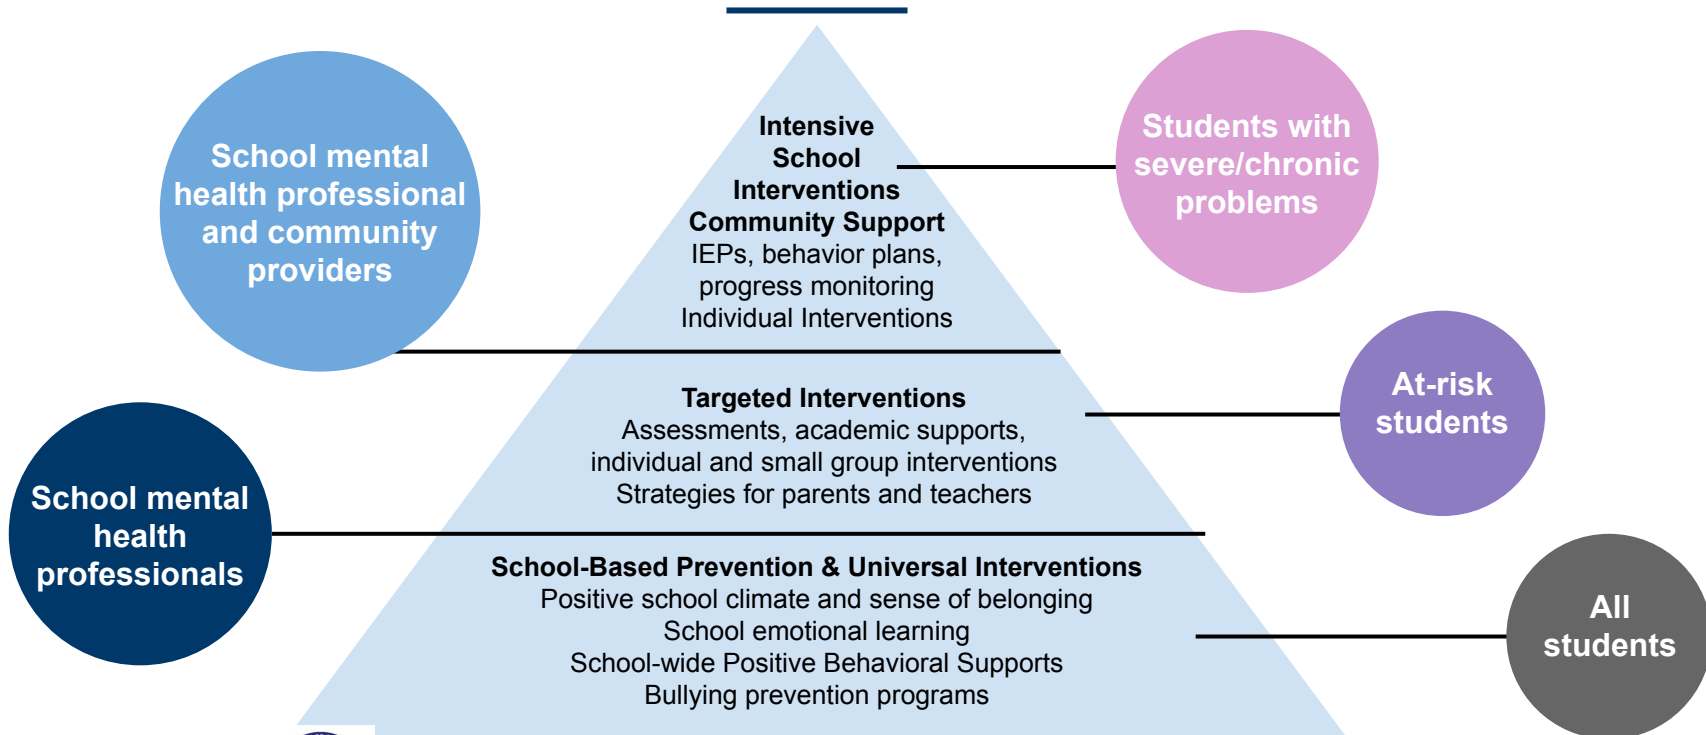 School mental
health professional
and community
providers
Intensive
School
Interventions
Community Support
IEPs, behavior plans,
progress monitoring
Individual Interventions
Students with
severe/chronic
problems
Targeted Interventions
Assessments, academic supports,
individual and small group interventions
Strategies for parents and teachers
At-risk
students
School mental
health
professionals
School-Based Prevention & Universal Interventions
Positive school climate and sense of belonging
School emotional learning
School-wide Positive Behavioral Supports
Bullying prevention programs
All
students